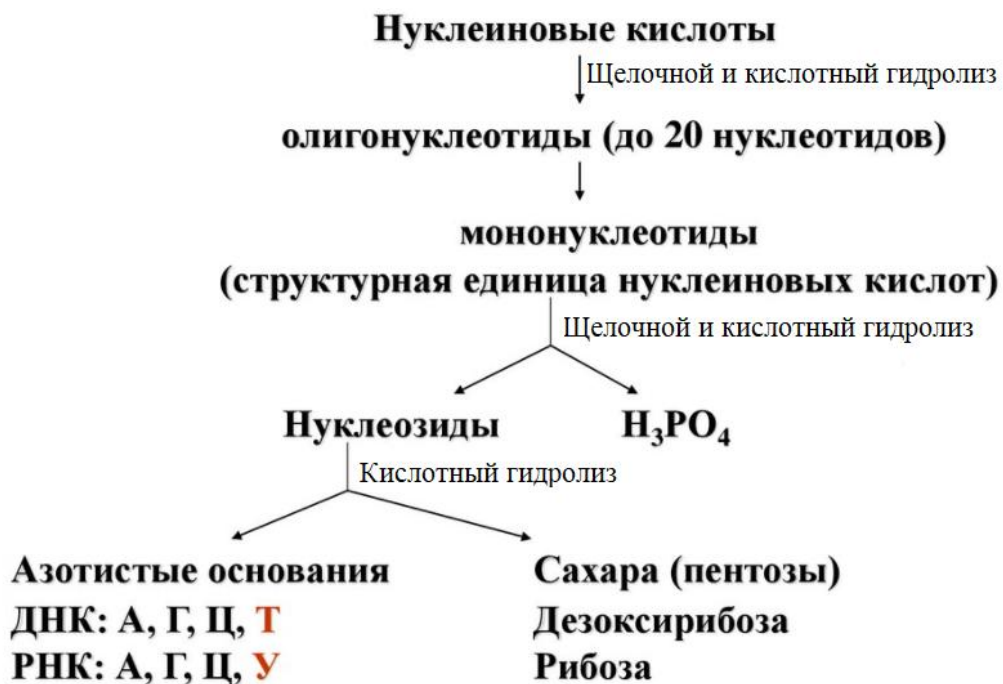 Нуклеиновые кислоты
Щелочной и кислотный гидролиз
олигонуклеотиды (до 20 нуклеотидов)
мононуклеотиды
(структурная единица нуклеиновых кислот)
Щелочной и кислотный гидролиз
Нуклеозиды
H₃PO₄
Кислотный гидролиз
Азотистые основания
ДНК: А, Г, Ц, Т
РНК: А, Г, Ц, У
Сахара (пентозы)
Дезоксирибоза
Рибоза